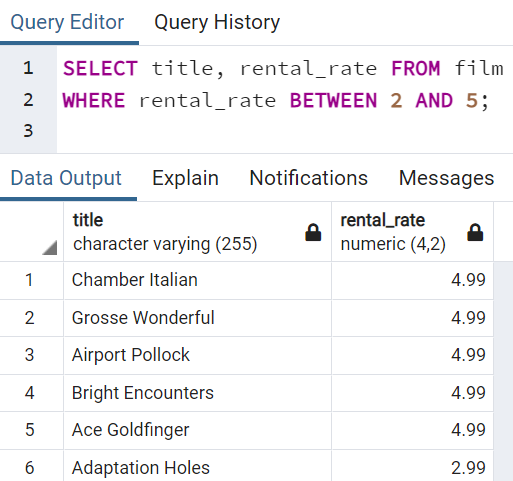 Query Editor Query History
1 SELECT title, rental_rate FROM film
2 WHERE rental_rate BETWEEN 2 AND 5;
3
Data Output Explain Notifications Messages
title rental_rate
character varying (255) numeric (4,2)
1 Chamber Italian 4.99
2 Grosse Wonderful 4.99
3 Airport Pollock 4.99
4 Bright Encounters 4.99
5 Ace Goldfinger 4.99
6 Adaptation Holes 2.99